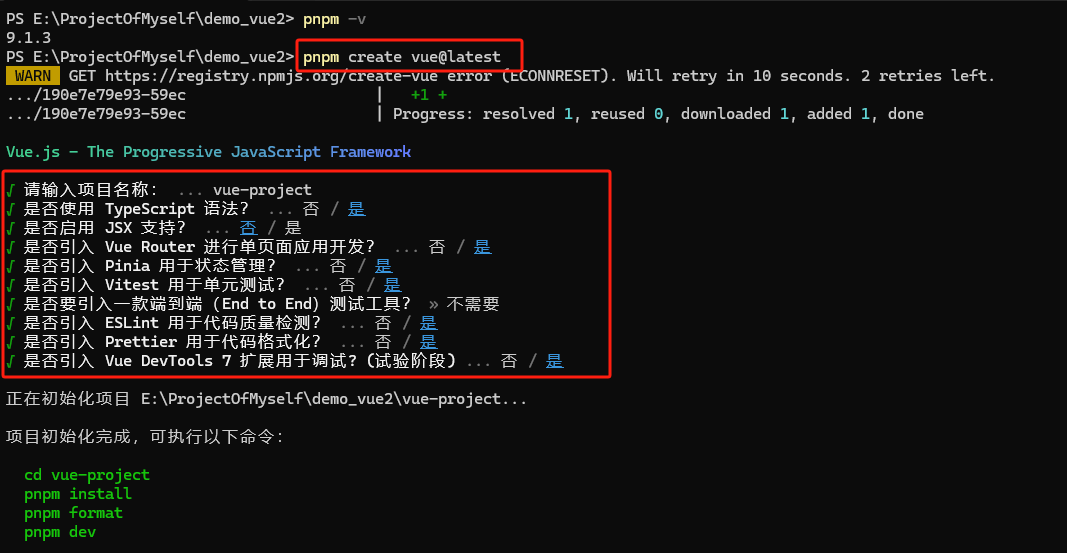 PS E:\ProjectOfMyself\demo_vue2> pnpm -v
9.1.3
PS E:\ProjectOfMyself\demo_vue2> pnpm create vue@latest
WARN GET https://registry.npmjs.org/create-vue error (ECONNRESET). Will retry in 10 seconds. 2 retries left.
.../190e7e79e93-59ec | +1 +
.../190e7e79e93-59ec | Progress: resolved 1, reused 0, downloaded 1, added 1, done
Vue.js - The Progressive JavaScript Framework
√ 请输入项目名称： ... vue-project
√ 是否使用 TypeScript 语法？ ... 否 / 是
√ 是否启用 JSX 支持？ ... 否 / 是
√ 是否引入 Vue Router 进行单页面应用开发？ ... 否 / 是
√ 是否引入 Pinia 用于状态管理？ ... 否 / 是
√ 是否引入 Vitest 用于单元测试？ ... 否 / 是
√ 是否要引入一款端到端（End to End）测试工具？ » 不需要
√ 是否引入 ESLint 用于代码质量检测？ ... 否 / 是
√ 是否引入 Prettier 用于代码格式化？ ... 否 / 是
√ 是否引入 Vue DevTools 7 扩展用于调试？(试验阶段) ... 否 / 是
正在初始化项目 E:\ProjectOfMyself\demo_vue2\vue-project...
项目初始化完成，可执行以下命令：
cd vue-project
pnpm install
pnpm format
pnpm dev